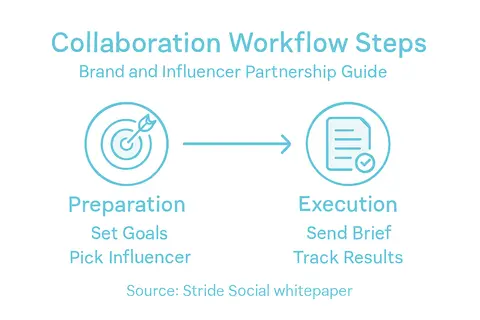 Collaboration Workflow Steps
Brand and Influencer Partnership Guide
Preparation
Set Goals
Pick Influencer
Execution
Send Brief
Track Results
Source: Stride Social whitepaper